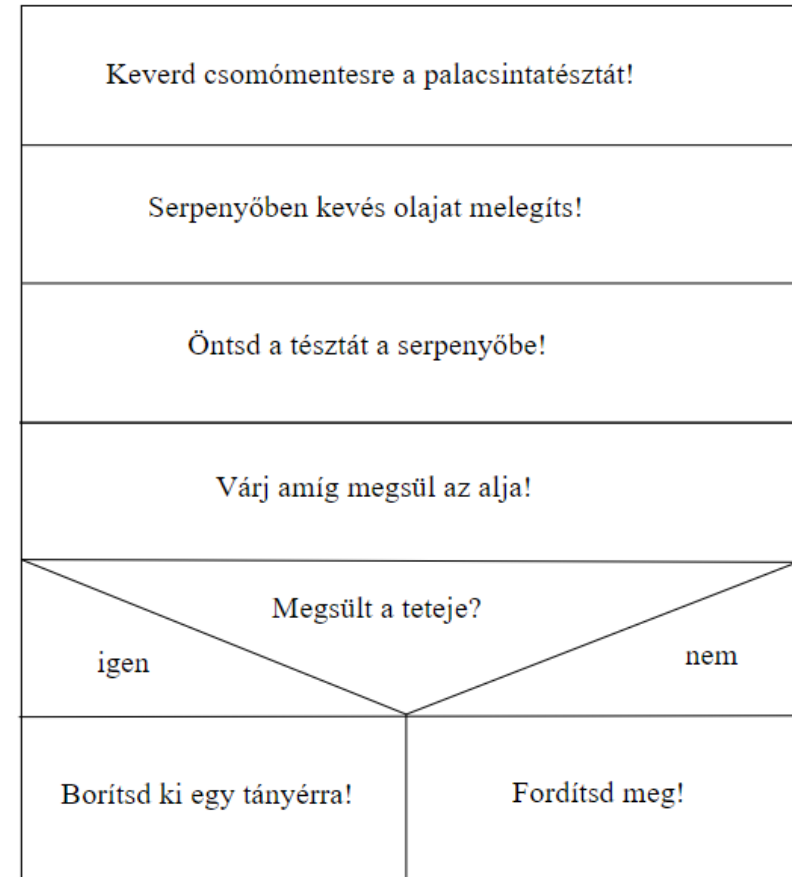 Keverd csomómentesre a palacsintatésztát!
Serpenyőben kevés olajat melegíts!
Öntsd a tésztát a serpenyőbe!
Várj amíg megsül az alja!
Megsült a teteje?
igen
nem
Borítsd ki egy tányérra!
Fordítsd meg!